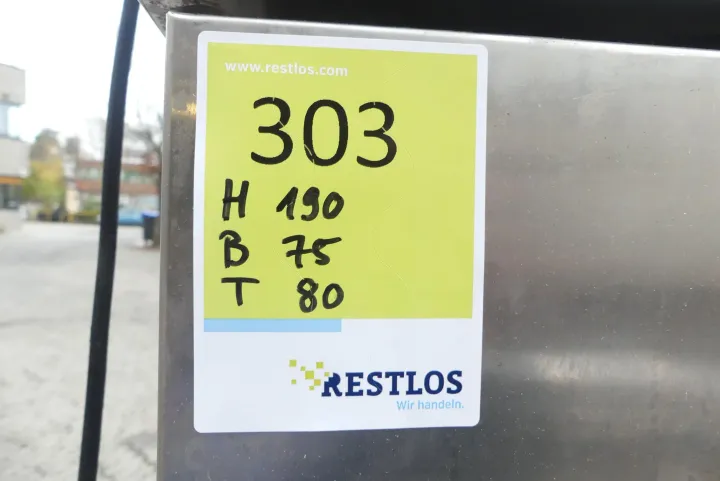 www.restlos.com
303
H 190
B 75
T 80
RESTLOS
Wir handeln.